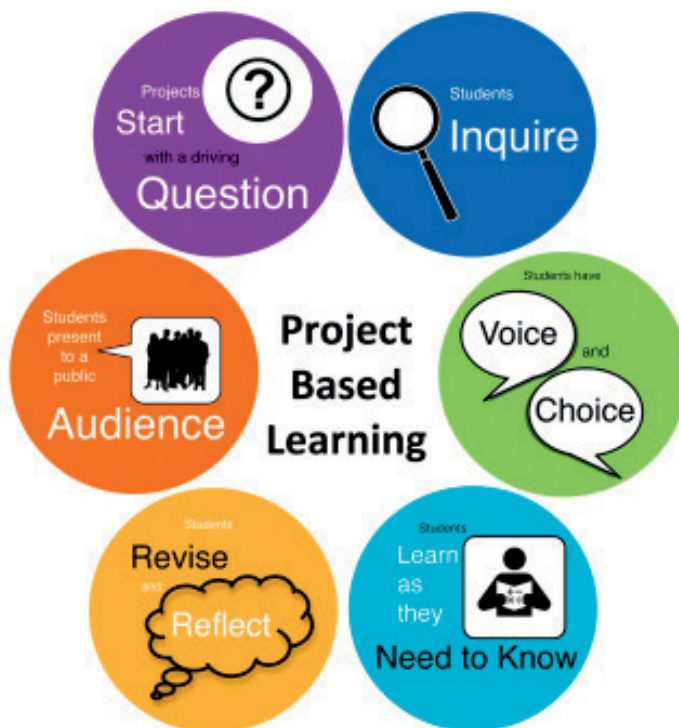 Projects
Start
with a driving
Question
?
Students
Inquire
Students have
Voice
and
Choice
Project
Based
Learning
Students
present
to a
public
Audience
Students
Revise
and
Reflect
Students
Learn
as
they
Need to Know